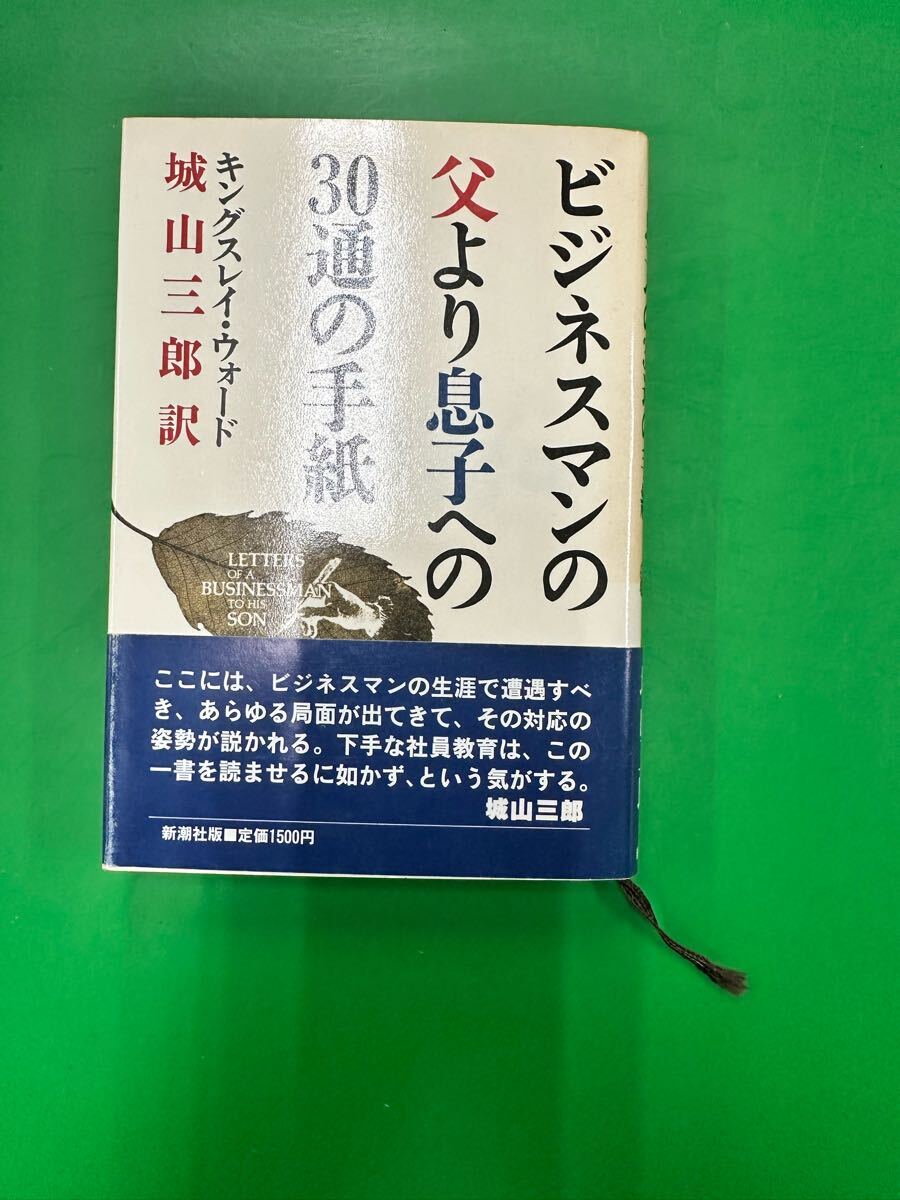 ビジネスマンの
父より息子への
30通の手紙
キングスレイ・ウォード
城山三郎 訳
LETTERS
OF A
BUSINESSMAN
TO HIS
SON
ここには、ビジネスマンの生涯で遭遇すべ
き、あらゆる局面が出てきて、その対応の
姿勢が説かれる。下手な社員教育は、この
一書を読ませるに如かず、という気がする。
城山三郎
新潮社版■定価1500円